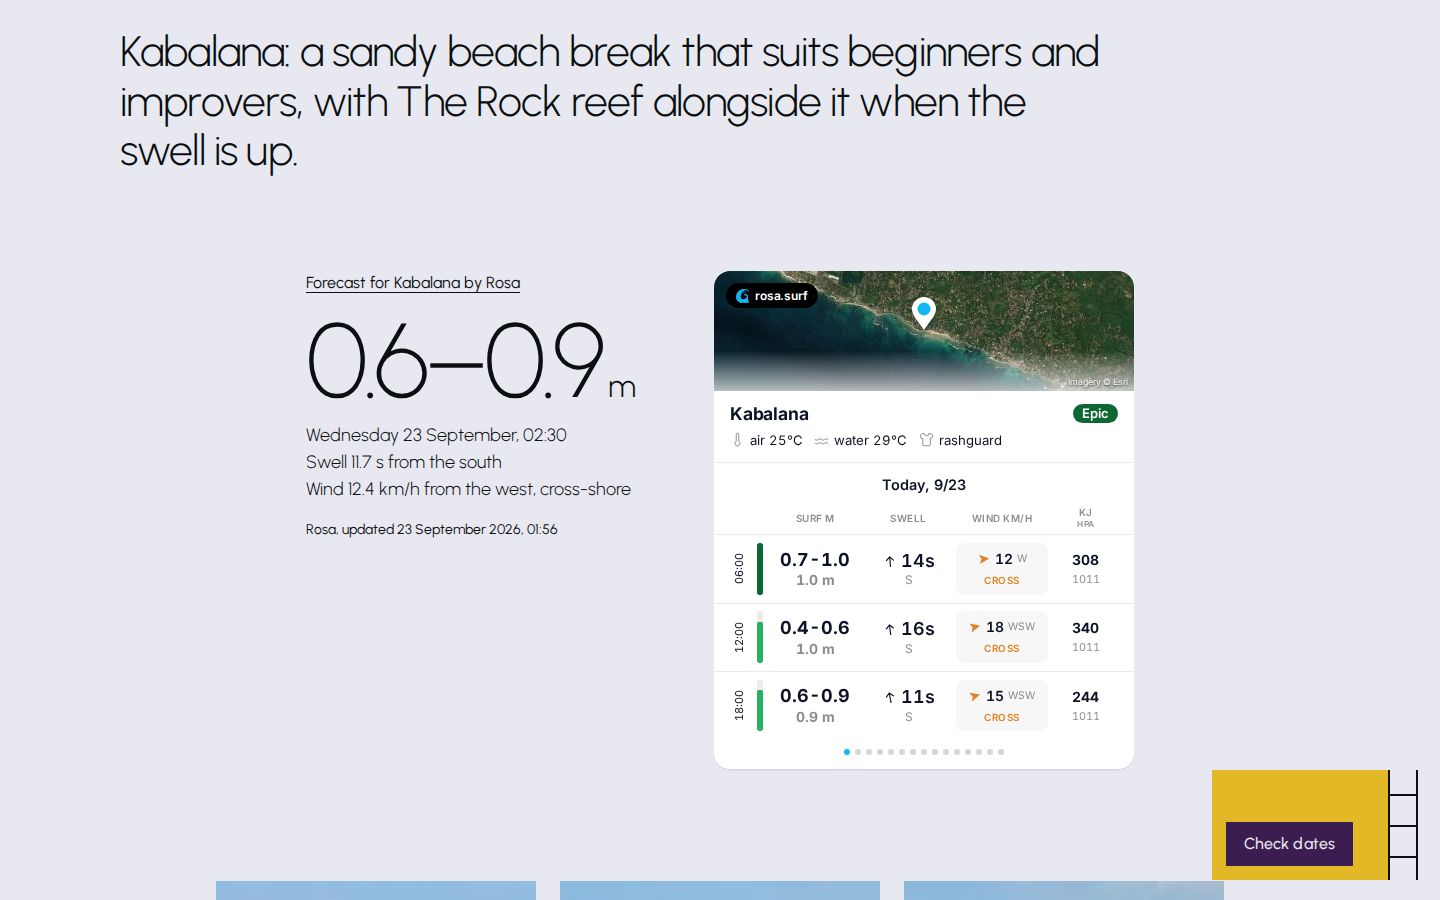 Kabalana: a sandy beach break that suits beginners and
improvers, with The Rock reef alongside it when the
swell is up.
Forecast for Kabalana by Rosa
0.6–0.9 m
Wednesday 23 September, 02:30
Swell 11.7 s from the south
Wind 12.4 km/h from the west, cross-shore
Rosa, updated 23 September 2026, 01:56
rosa.surf
Imagery © Esri
Kabalana
Epic
air 25°C water 29°C rashguard
Today, 9/23
SURF M SWELL WIND KM/H KJ
HPA
06:00 0.7-1.0 14s 12 W 308
1.0 m S CROSS 1011
12:00 0.4-0.6 16s 18 WSW 340
1.0 m S CROSS 1011
18:00 0.6-0.9 11s 15 WSW 244
0.9 m S CROSS 1011
Check dates